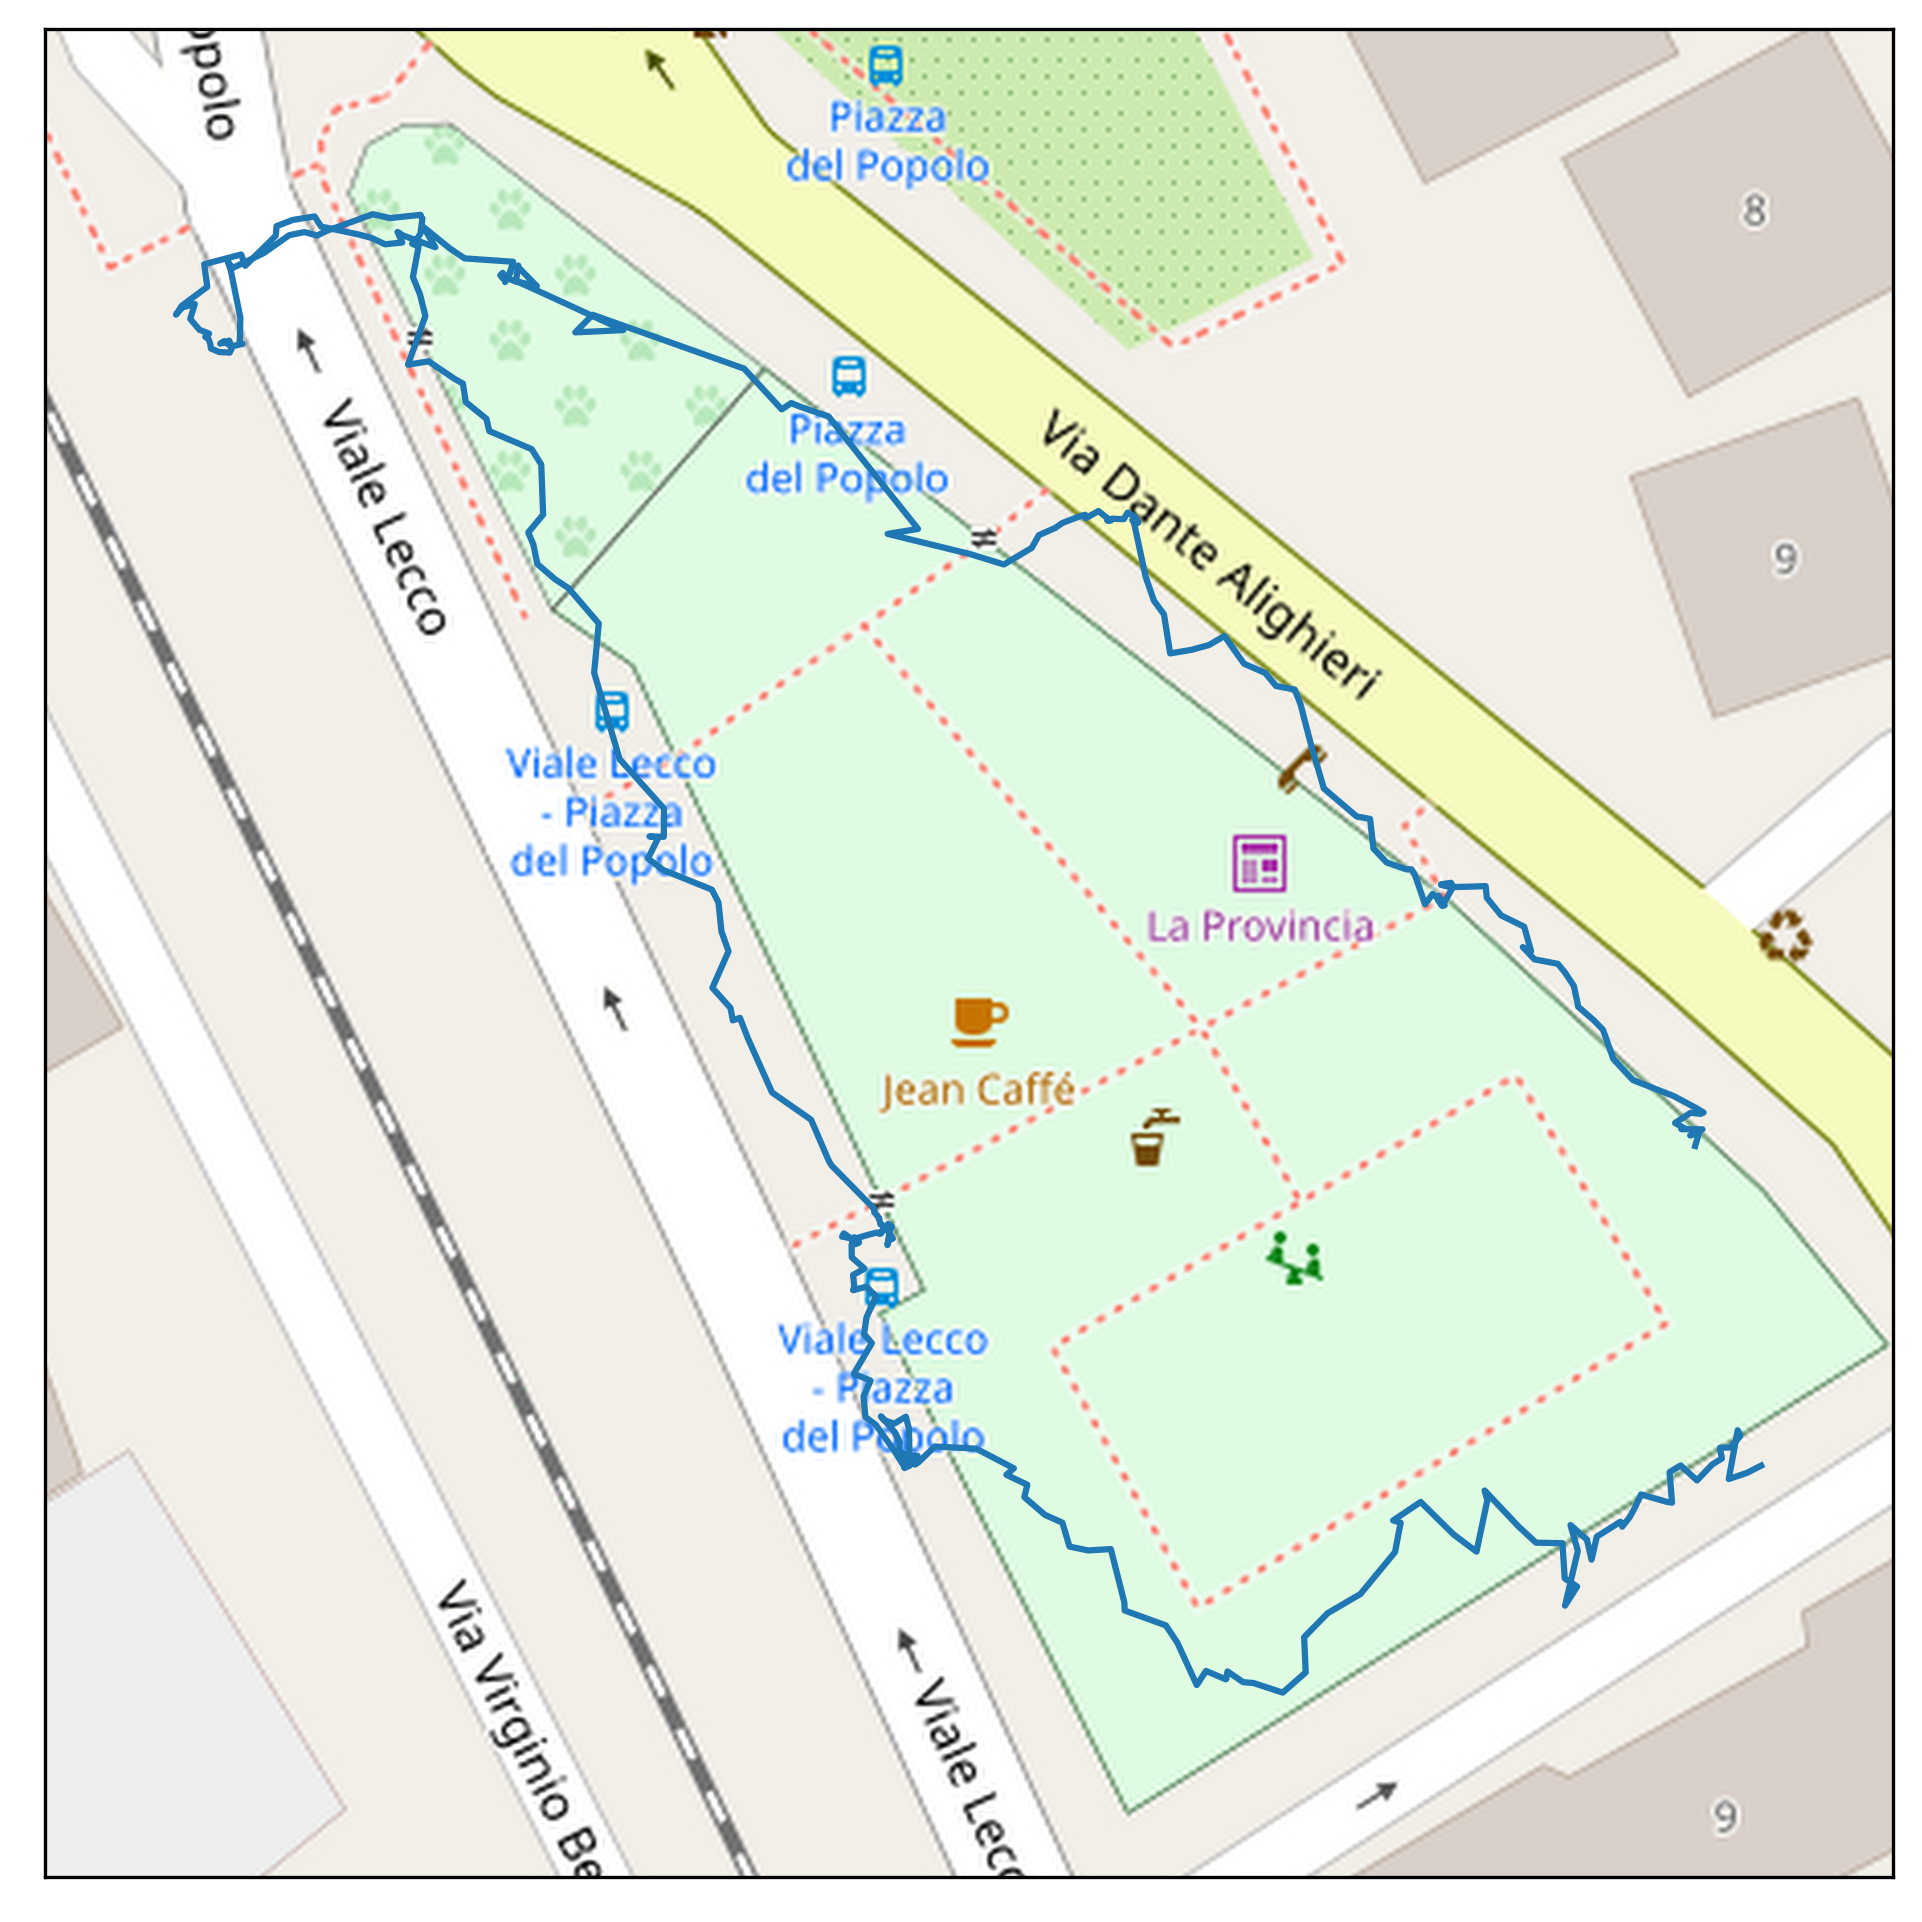 Piazza
del Popolo
8
Piazza
del Popolo
Via Dante Alighieri
Viale Lecco
9
Viale Lecco
- Piazza
del Popolo
La Provincia
Jean Caffé
Viale Lecco
- Piazza
del Popolo
Via Virginio Be
Viale Lecc
9